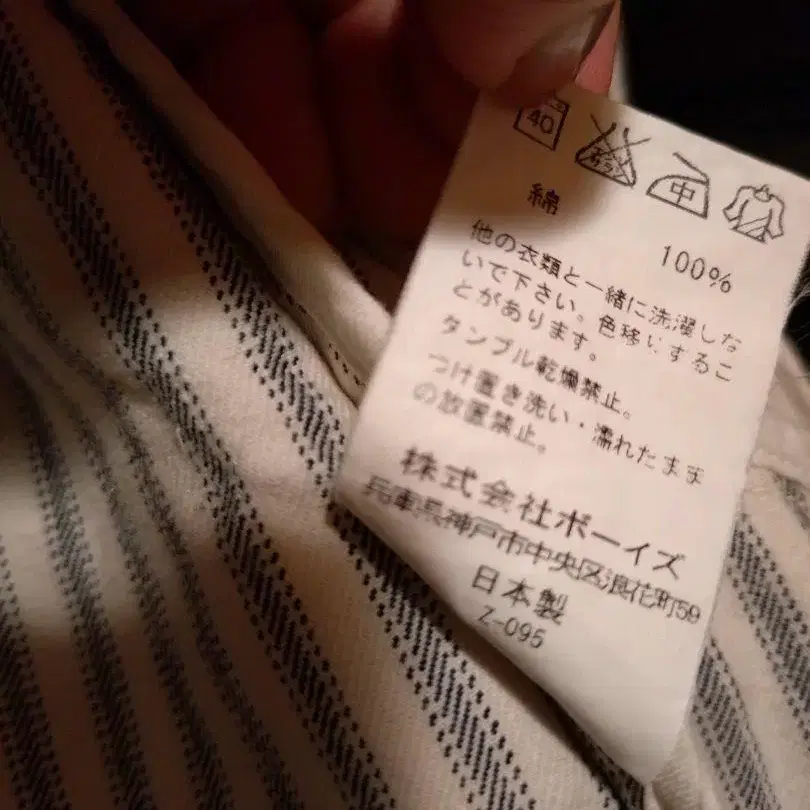 40
中
綿
100%
他の衣類と一緒に洗濯しな
いで下さい。色移りするこ
とがあります。
タンブル乾燥禁止。
つけ置き洗い・濡れたまま
の放置禁止。
株式会社ボーイズ
兵庫県神戸市中央区浪花町59
日本製
Z-095